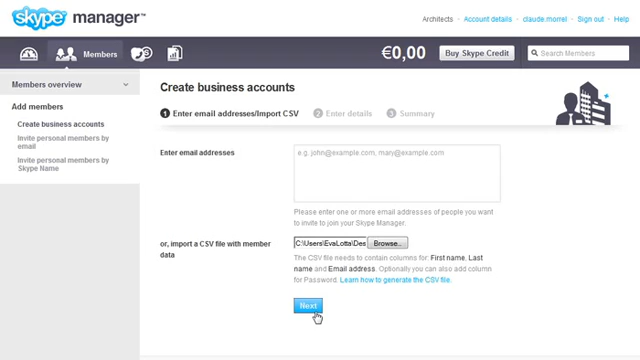 skype manager™
Architects · Account details · claude.morrel · Sign out · Help
Members
€0,00
Buy Skype Credit
Search Members
Members overview
Add members
Create business accounts
Invite personal members by
email
Invite personal members by
Skype Name
Create business accounts
1 Enter email addresses/Import CSV
2 Enter details
3 Summary
Enter email addresses
e.g. john@example.com, mary@example.com
Please enter one or more email addresses of people you want
to invite to join your Skype Manager.
or, import a CSV file with member
data
C:\Users\EvaLotta\Des
Browse..
The CSV file needs to contain columns for: First name, Last
name and Email address. Optionally you can also add column
for Password. Learn how to generate the CSV file.
Next